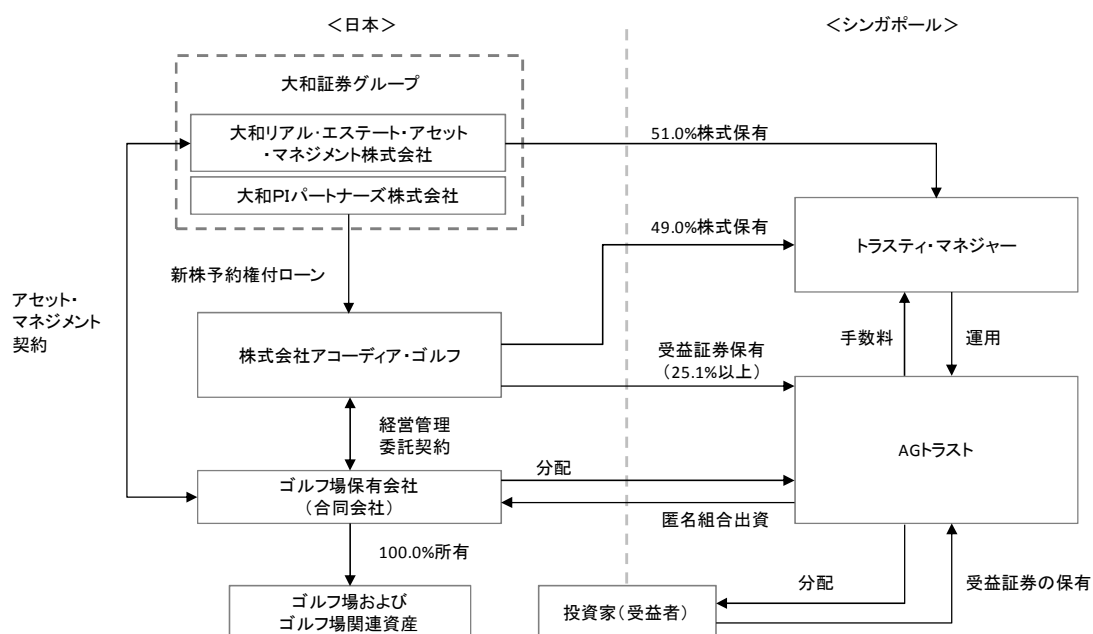 ＜日本＞
＜シンガポール＞
大和証券グループ
大和リアル・エステート・アセット
・マネジメント株式会社
51.0%株式保有
大和PIパートナーズ株式会社
49.0%株式保有
トラスティ・マネジャー
新株予約権付ローン
アセット・
マネジメント
契約
手数料
運用
株式会社アコーディア・ゴルフ
受益証券保有
（25.1%以上）
経営管理
委託契約
AGトラスト
分配
ゴルフ場保有会社
（合同会社）
匿名組合出資
100.0%所有
分配
受益証券の保有
ゴルフ場および
ゴルフ場関連資産
投資家（受益者）